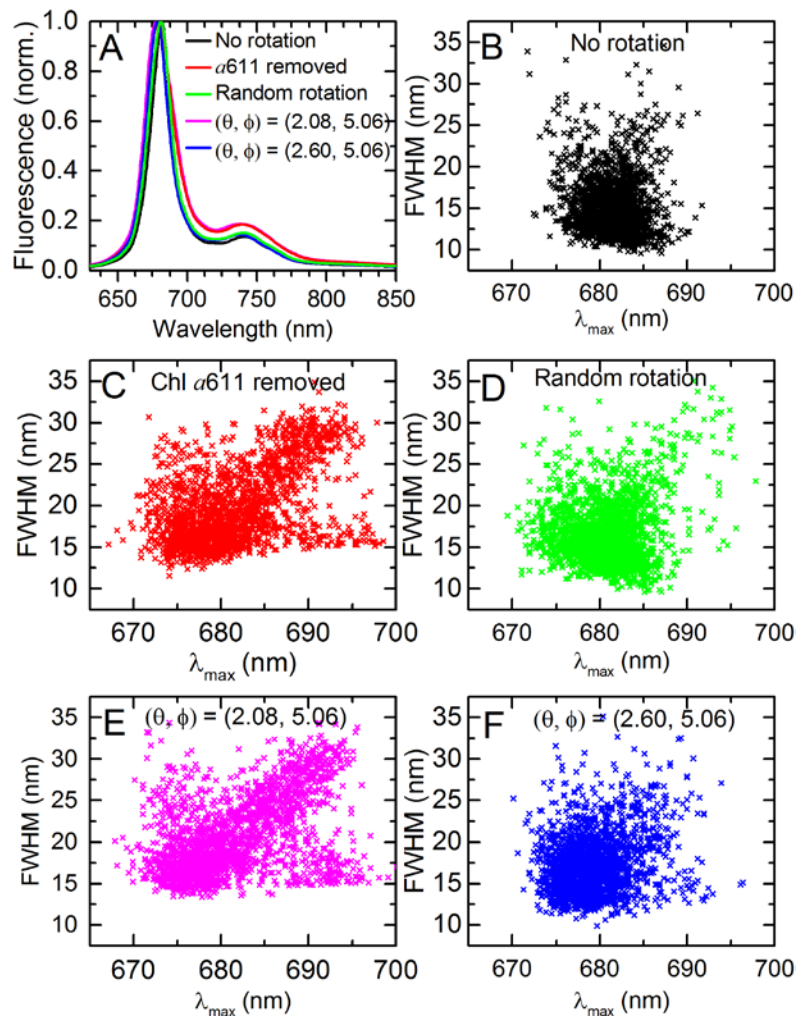 A
No rotation
a611 removed
Random rotation
(θ, ϕ) = (2.08, 5.06)
(θ, ϕ) = (2.60, 5.06)
Fluorescence (norm.)
1.0
0.8
0.6
0.4
0.2
0.0
650 700 750 800 850
Wavelength (nm)
B No rotation
FWHM (nm)
35
30
25
20
15
10
670 680 690 700
λmax (nm)
C Chl a611 removed
FWHM (nm)
35
30
25
20
15
10
670 680 690 700
λmax (nm)
D Random rotation
FWHM (nm)
35
30
25
20
15
10
670 680 690 700
λmax (nm)
E (θ, ϕ) = (2.08, 5.06)
FWHM (nm)
35
30
25
20
15
10
670 680 690 700
λmax (nm)
F (θ, ϕ) = (2.60, 5.06)
FWHM (nm)
35
30
25
20
15
10
670 680 690 700
λmax (nm)